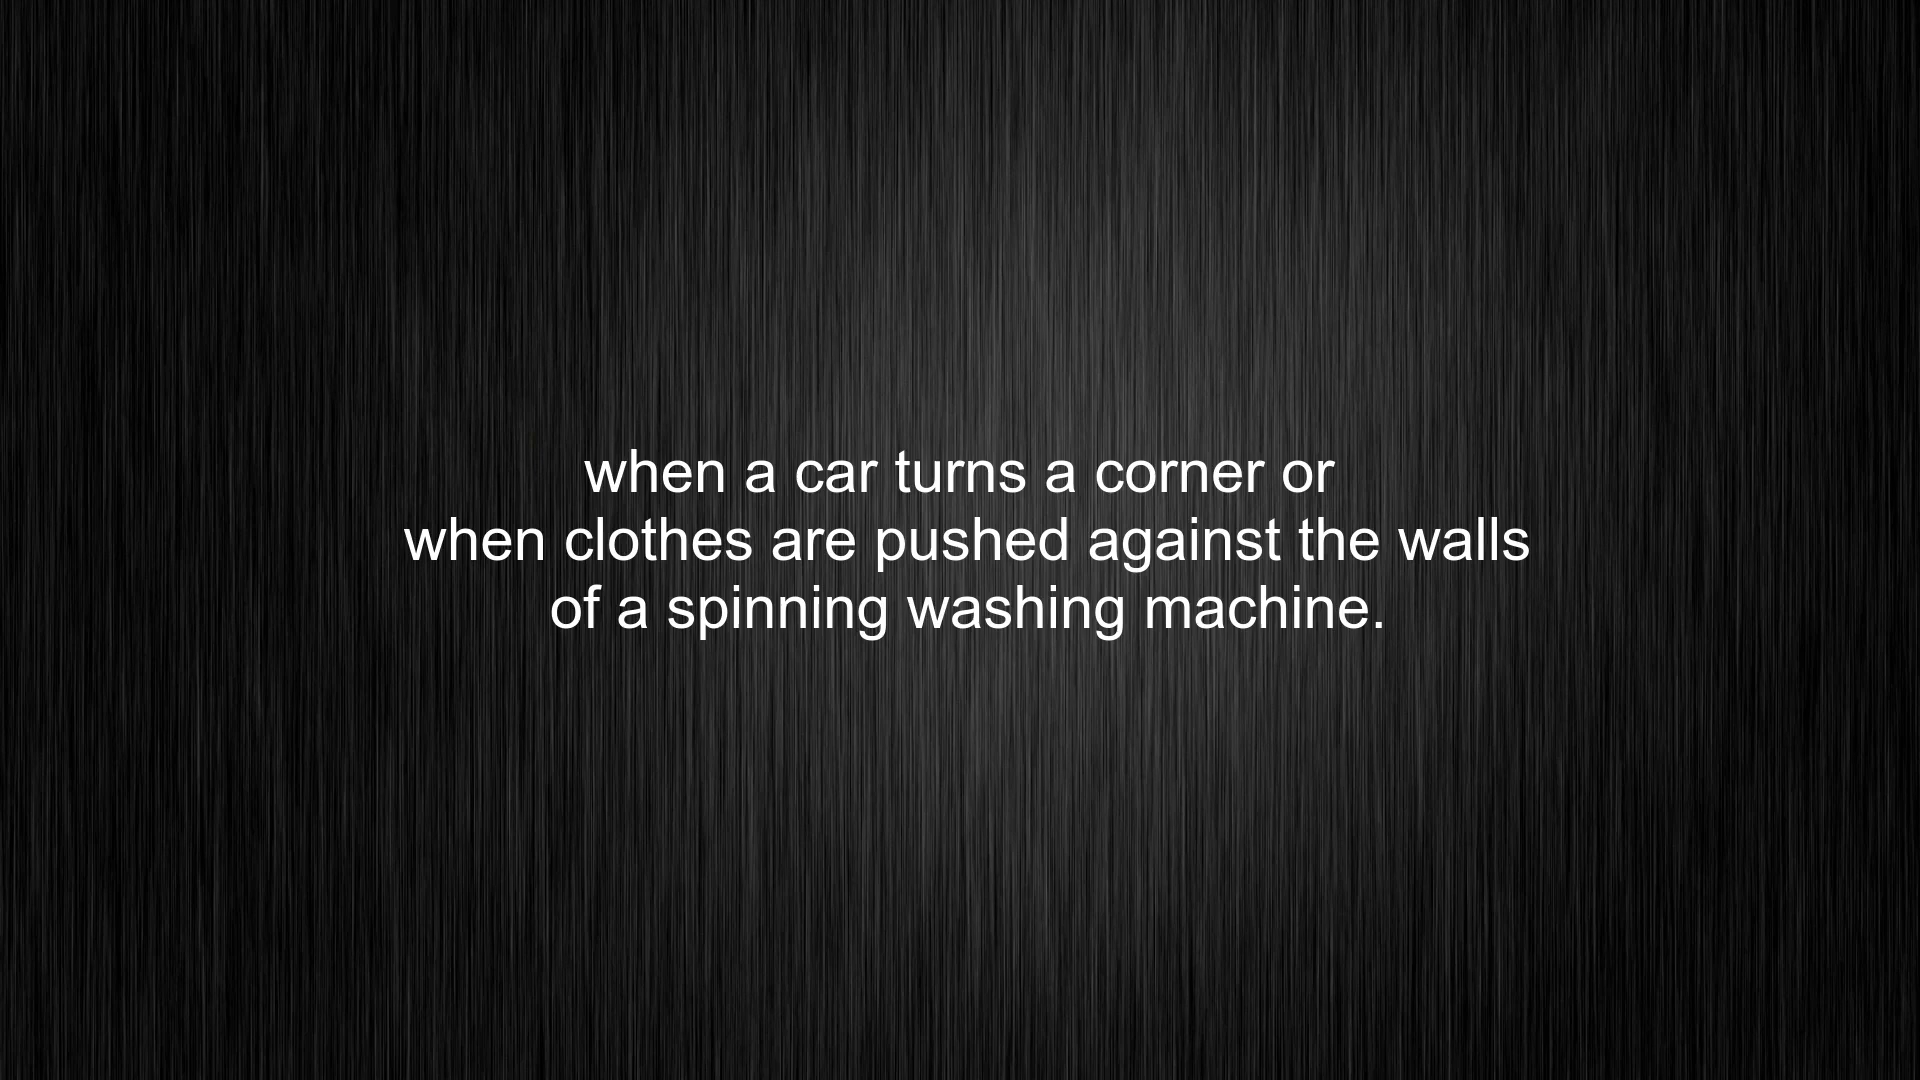 when a car turns a corner or
when clothes are pushed against the walls
of a spinning washing machine.